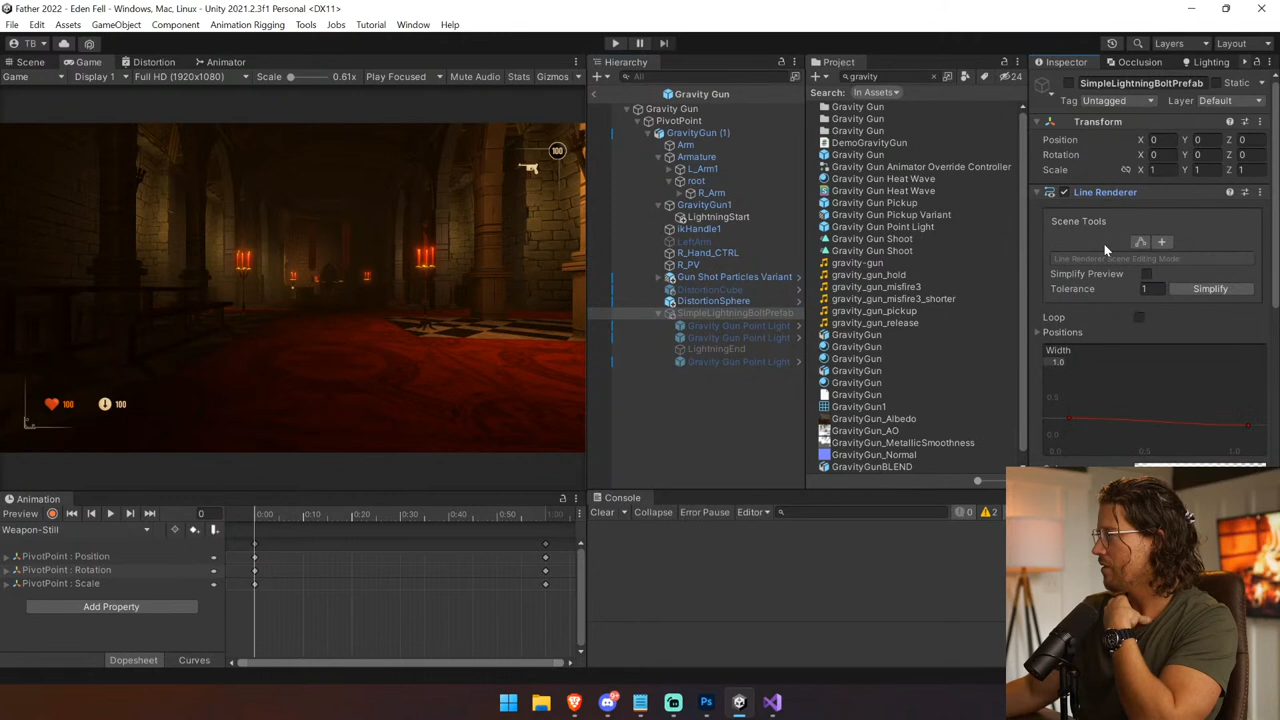 Father 2022 - Eden Fell - Windows, Mac, Linux - Unity 2021.2.3f1 Personal <DX11>
File Edit Assets GameObject Component Animation Rigging Tools Jobs Tutorial Window Help
TB
Layers Layout
Scene Game Distortion Animator
Game Display 1 Full HD (1920x1080) Scale 0.61x Play Focused Mute Audio Stats Gizmos
100
100 100
Hierarchy
All
Gravity Gun
Gravity Gun
PivotPoint
GravityGun (1)
Arm
Armature
L_Arm1
root
R_Arm
GravityGun1
LightningStart
ikHandle1
LeftArm
R_Hand_CTRL
R_PV
Gun Shot Particles Variant
DistortionCube
DistortionSphere
SimpleLightningBoltPrefab
Gravity Gun Point Light
Gravity Gun Point Light
LightningEnd
Gravity Gun Point Light
Project
gravity
24
Search: In Assets
Gravity Gun
Gravity Gun
Gravity Gun
DemoGravityGun
Gravity Gun
Gravity Gun Animator Override Controller
Gravity Gun Heat Wave
Gravity Gun Heat Wave
Gravity Gun Pickup
Gravity Gun Pickup Variant
Gravity Gun Point Light
Gravity Gun Shoot
Gravity Gun Shoot
gravity-gun
gravity_gun_hold
gravity_gun_misfire3
gravity_gun_misfire3_shorter
gravity_gun_pickup
gravity_gun_release
GravityGun
GravityGun
GravityGun
GravityGun
GravityGun
GravityGun
GravityGun1
GravityGun_Albedo
GravityGun_AO
GravityGun_MetallicSmoothness
GravityGun_Normal
GravityGunBLEND
Inspector Occlusion Lighting
SimpleLightningBoltPrefab Static
Tag Untagged Layer Default
Transform
Position X 0 Y 0 Z 0
Rotation X 0 Y 0 Z 0
Scale X 1 Y 1 Z 1
Line Renderer
Scene Tools
Line Renderer Scene Editing Mode:
Simplify Preview
Tolerance 1 Simplify
Loop
Positions
Width
1.0
0.5
0.0
0.0 0.5 1.0
Animation
Preview 0 0:00 0:10 0:20 0:30 0:40 0:50 1:00
Weapon-Still
PivotPoint : Position
PivotPoint : Rotation
PivotPoint : Scale
Add Property
Dopesheet Curves
Console
Clear Collapse Error Pause Editor 0 2